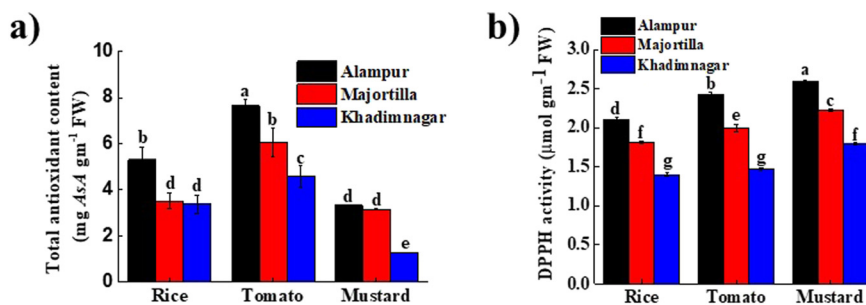 a)
Total antioxidant content
(mg AsA gm⁻¹ FW)
10
8
6
4
2
0
Alampur
Majortilla
Khadimnagar
b
d
d
a
b
c
d
d
e
Rice Tomato Mustard
b)
DPPH activity (μmol gm⁻¹ FW)
3.0
2.5
2.0
1.5
1.0
0.5
0.0
Alampur
Majortilla
Khadimnagar
d
f
g
b
e
g
a
c
f
Rice Tomato Mustard